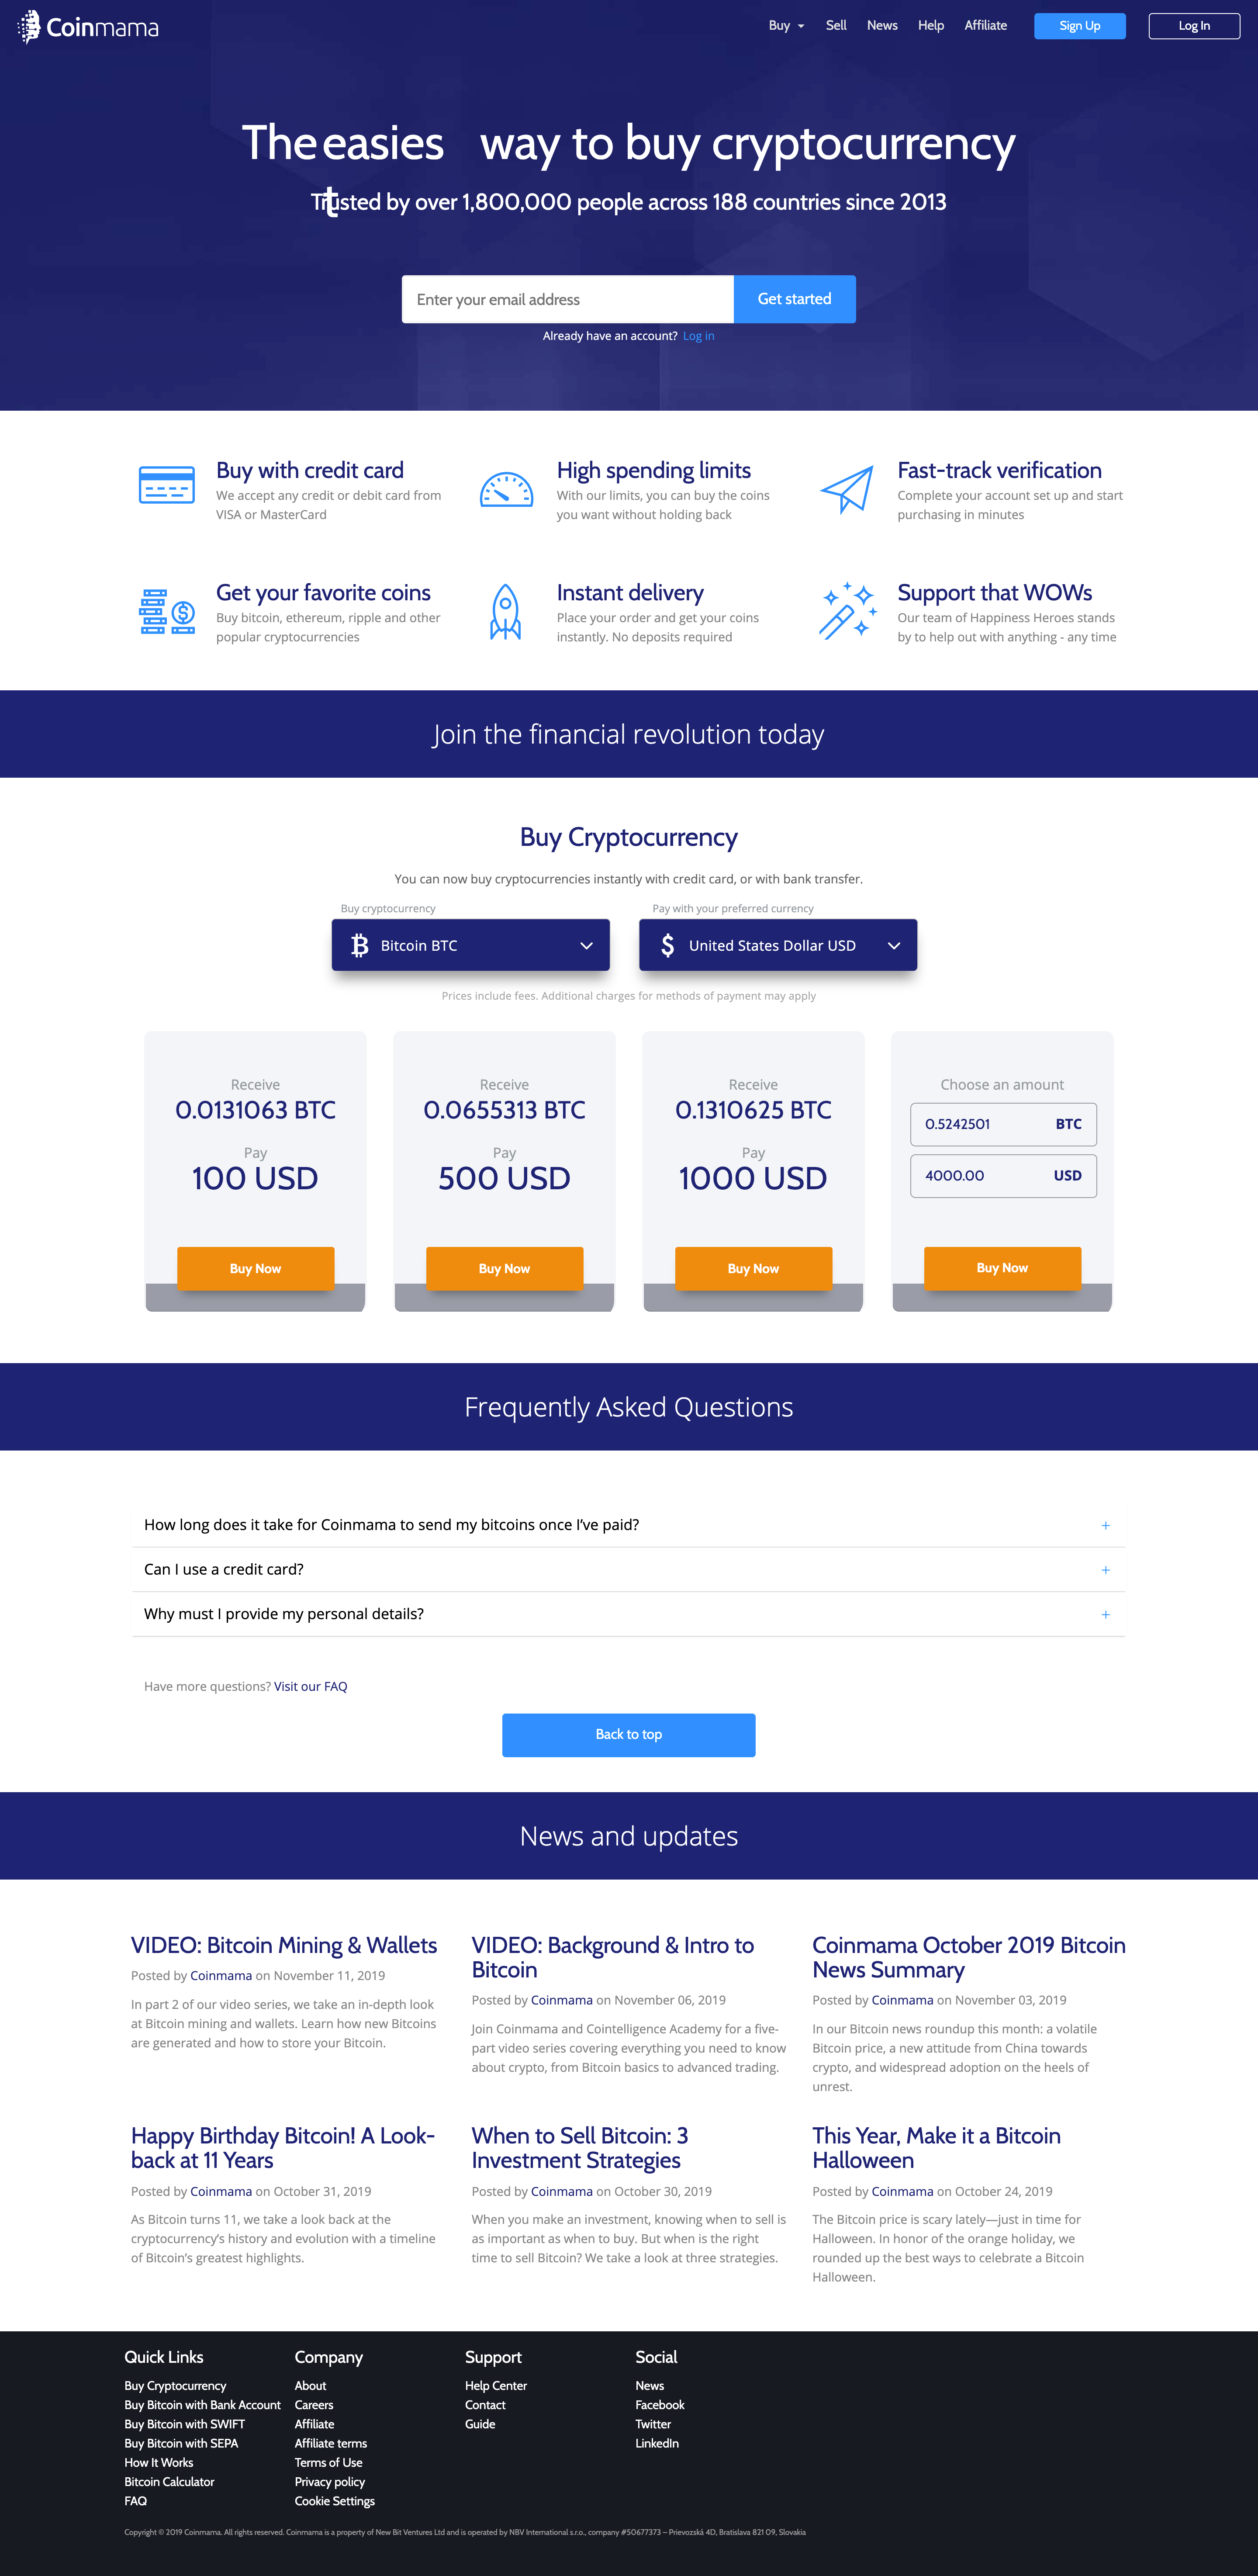 Coinmama
Buy Sell News Help Affiliate Sign Up Log In
The easies way to buy cryptocurrency
t
Trusted by over 1,800,000 people across 188 countries since 2013
Enter your email address Get started
Already have an account? Log in
Buy with credit card
We accept any credit or debit card from
VISA or MasterCard
High spending limits
With our limits, you can buy the coins
you want without holding back
Fast-track verification
Complete your account set up and start
purchasing in minutes
Get your favorite coins
Buy bitcoin, ethereum, ripple and other
popular cryptocurrencies
Instant delivery
Place your order and get your coins
instantly. No deposits required
Support that WOWs
Our team of Happiness Heroes stands
by to help out with anything - any time
Join the financial revolution today
Buy Cryptocurrency
You can now buy cryptocurrencies instantly with credit card, or with bank transfer.
Buy cryptocurrency
Bitcoin BTC
Pay with your preferred currency
$ United States Dollar USD
Prices include fees. Additional charges for methods of payment may apply
Receive
0.0131063 BTC
Pay
100 USD
Buy Now
Receive
0.0655313 BTC
Pay
500 USD
Buy Now
Receive
0.1310625 BTC
Pay
1000 USD
Buy Now
Choose an amount
0.5242501 BTC
4000.00 USD
Buy Now
Frequently Asked Questions
How long does it take for Coinmama to send my bitcoins once I’ve paid? +
Can I use a credit card? +
Why must I provide my personal details? +
Have more questions? Visit our FAQ
Back to top
News and updates
VIDEO: Bitcoin Mining & Wallets
Posted by Coinmama on November 11, 2019
In part 2 of our video series, we take an in-depth look
at Bitcoin mining and wallets. Learn how new Bitcoins
are generated and how to store your Bitcoin.
VIDEO: Background & Intro to
Bitcoin
Posted by Coinmama on November 06, 2019
Join Coinmama and Cointelligence Academy for a five-
part video series covering everything you need to know
about crypto, from Bitcoin basics to advanced trading.
Coinmama October 2019 Bitcoin
News Summary
Posted by Coinmama on November 03, 2019
In our Bitcoin news roundup this month: a volatile
Bitcoin price, a new attitude from China towards
crypto, and widespread adoption on the heels of
unrest.
Happy Birthday Bitcoin! A Look-
back at 11 Years
Posted by Coinmama on October 31, 2019
As Bitcoin turns 11, we take a look back at the
cryptocurrency’s history and evolution with a timeline
of Bitcoin’s greatest highlights.
When to Sell Bitcoin: 3
Investment Strategies
Posted by Coinmama on October 30, 2019
When you make an investment, knowing when to sell is
as important as when to buy. But when is the right
time to sell Bitcoin? We take a look at three strategies.
This Year, Make it a Bitcoin
Halloween
Posted by Coinmama on October 24, 2019
The Bitcoin price is scary lately—just in time for
Halloween. In honor of the orange holiday, we
rounded up the best ways to celebrate a Bitcoin
Halloween.
Quick Links
Buy Cryptocurrency
Buy Bitcoin with Bank Account
Buy Bitcoin with SWIFT
Buy Bitcoin with SEPA
How It Works
Bitcoin Calculator
FAQ
Company
About
Careers
Affiliate
Affiliate terms
Terms of Use
Privacy policy
Cookie Settings
Support
Help Center
Contact
Guide
Social
News
Facebook
Twitter
LinkedIn
Copyright © 2019 Coinmama. All rights reserved. Coinmama is a property of New Bit Ventures Ltd and is operated by NBV International s.r.o., company #50677373 – Prievozská 4D, Bratislava 821 09, Slovakia